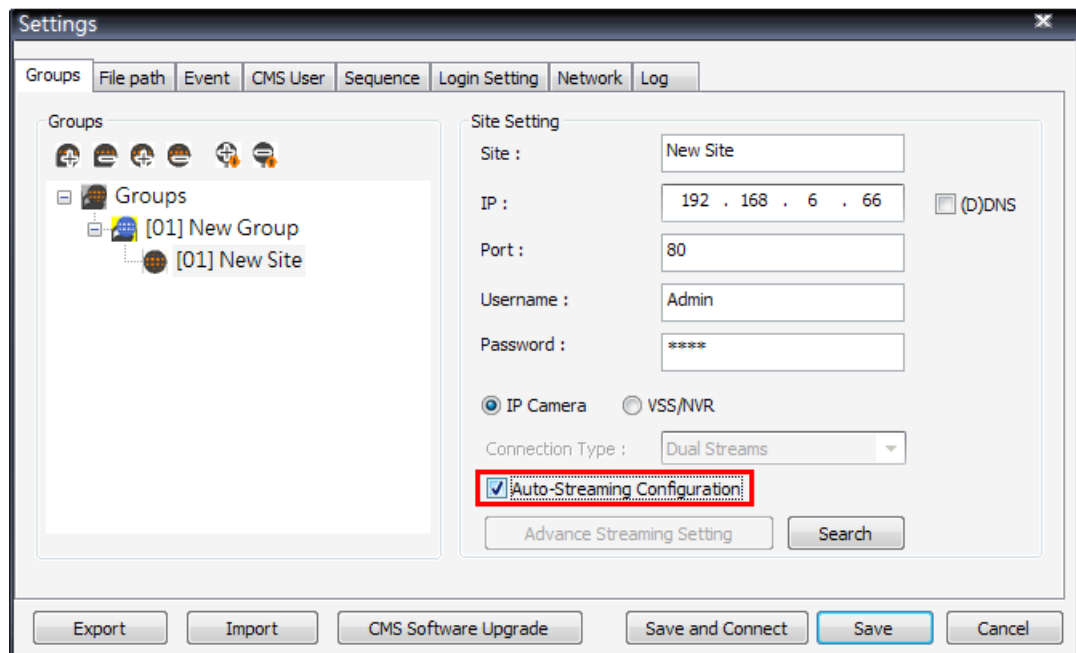 Settings
Groups File path Event CMS User Sequence Login Setting Network Log
Groups
Groups
[01] New Group
[01] New Site
Site Setting
Site : New Site
IP : 192 . 168 . 6 . 66 (D)DNS
Port : 80
Username : Admin
Password : ****
IP Camera VSS/NVR
Connection Type : Dual Streams
Auto-Streaming Configuration
Advance Streaming Setting Search
Export Import CMS Software Upgrade Save and Connect Save Cancel